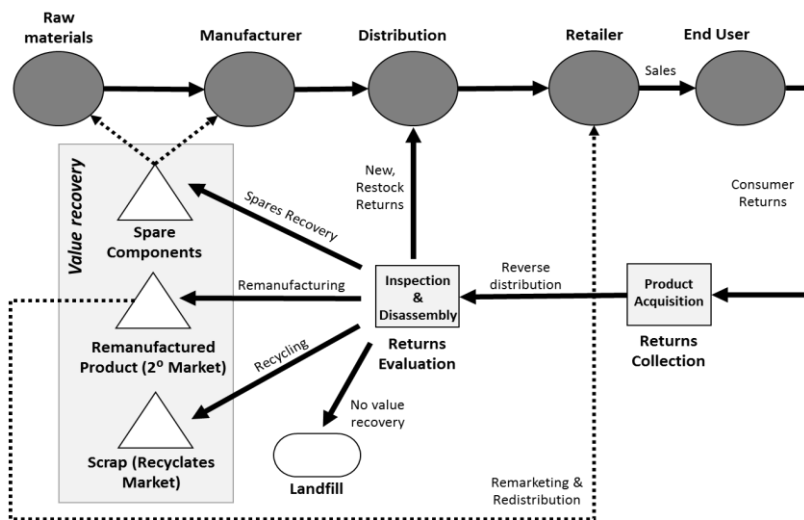 Raw
materials
Manufacturer
Distribution
Retailer
End User
Sales
New,
Restock
Returns
Consumer
Returns
Value recovery
Spares Recovery
Spare
Components
Remanufacturing
Inspection
&
Disassembly
Returns
Evaluation
Reverse
distribution
Product
Acquisition
Returns
Collection
Remanufactured
Product (2º Market)
Recycling
No value
recovery
Scrap (Recyclates
Market)
Landfill
Remarketing &
Redistribution